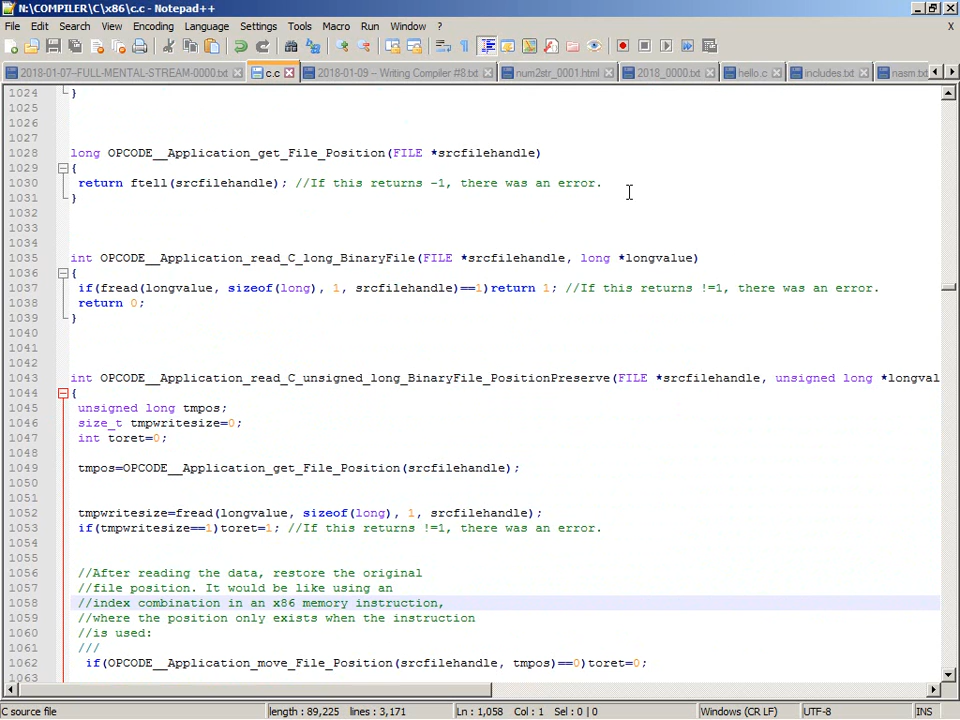 N:\COMPILER\C\x86\c.c - Notepad++
File Edit Search View Encoding Language Settings Tools Macro Run Window ? X
2018-01-07-FULL-MENTAL-STREAM-0000.txt c.c 2018-01-09 – Writing Compiler #8.txt num2str_0001.html 2018_0000.txt hello.c includes.txt nasm.txt
1024 }
1025
1026
1027
1028 long OPCODE__Application_get_File_Position(FILE *srcfilehandle)
1029 {
1030 return ftell(srcfilehandle); //If this returns -1, there was an error.
1031 }
1032
1033
1034
1035 int OPCODE__Application_read_C_long_BinaryFile(FILE *srcfilehandle, long *longvalue)
1036 {
1037 if(fread(longvalue, sizeof(long), 1, srcfilehandle)==1)return 1; //If this returns !=1, there was an error.
1038 return 0;
1039 }
1040
1041
1042
1043 int OPCODE__Application_read_C_unsigned_long_BinaryFile_PositionPreserve(FILE *srcfilehandle, unsigned long *longval
1044 {
1045 unsigned long tmpos;
1046 size_t tmpwritesize=0;
1047 int toret=0;
1048
1049 tmpos=OPCODE__Application_get_File_Position(srcfilehandle);
1050
1051
1052 tmpwritesize=fread(longvalue, sizeof(long), 1, srcfilehandle);
1053 if(tmpwritesize==1)toret=1; //If this returns !=1, there was an error.
1054
1055
1056 //After reading the data, restore the original
1057 //file position. It would be like using an
1058 //index combination in an x86 memory instruction,
1059 //where the position only exists when the instruction
1060 //is used:
1061 ///
1062 if(OPCODE__Application_move_File_Position(srcfilehandle, tmpos)==0)toret=0;
1063
C source file length : 89,225 lines : 3,171 Ln : 1,058 Col : 1 Sel : 0 | 0 Windows (CR LF) UTF-8 INS